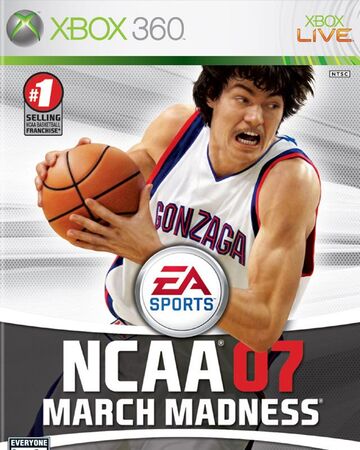 XBOX 360
XBOX
LIVE
NTSC
#1
SELLING
NCAA BASKETBALL
FRANCHISE*
GONZAGA
EA
SPORTS
NCAA® 07
MARCH MADNESS®
EVERYONE